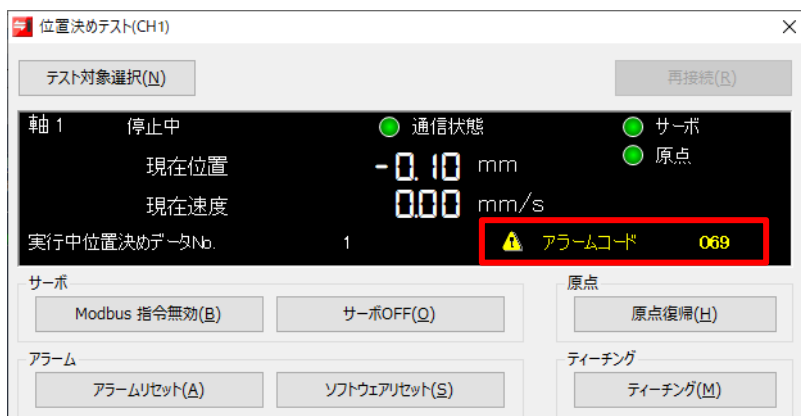 位置決めテスト(CH1)
テスト対象選択(N) 再接続(R)
軸 1 停止中 通信状態 サーボ
原点
現在位置 -0.10 mm
現在速度 0.00 mm/s
実行中位置決めデータNo. 1 アラームコード 069
サーボ 原点
Modbus 指令無効(B) サーボOFF(O) 原点復帰(H)
アラーム ティーチング
アラームリセット(A) ソフトウェアリセット(S) ティーチング(M)